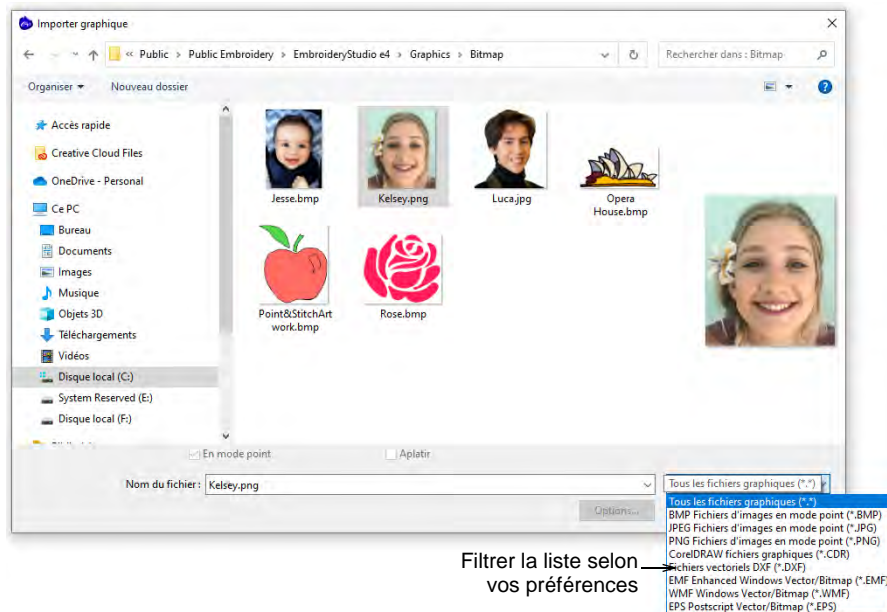 Importer graphique
« Public > Public Embroidery > EmbroideryStudio e4 > Graphics > Bitmap
Rechercher dans : Bitmap
Organiser
Nouveau dossier
Accès rapide
Creative Cloud Files
OneDrive - Personal
Ce PC
Bureau
Documents
Images
Musique
Objets 3D
Téléchargements
Vidéos
Disque local (C:)
System Reserved (E:)
Disque local (F:)
Jesse.bmp
Kelsey.png
Luca.jpg
Opera
House.bmp
Point&StitchArt
work.bmp
Rose.bmp
En mode point
Aplatir
Nom du fichier :
Kelsey.png
Tous les fichiers graphiques (*.*)
Options...
Tous les fichiers graphiques (*.*)
BMP Fichiers d'images en mode point (*.BMP)
JPEG Fichiers d'images en mode point (*.JPG)
PNG Fichiers d'images en mode point (*.PNG)
CorelDRAW fichiers graphiques (*.CDR)
Fichiers vectoriels DXF (*.DXF)
EMF Enhanced Windows Vector/Bitmap (*.EMF)
WMF Windows Vector/Bitmap (*.WMF)
EPS Postscript Vector/Bitmap (*.EPS)
Filtrer la liste selon
vos préférences